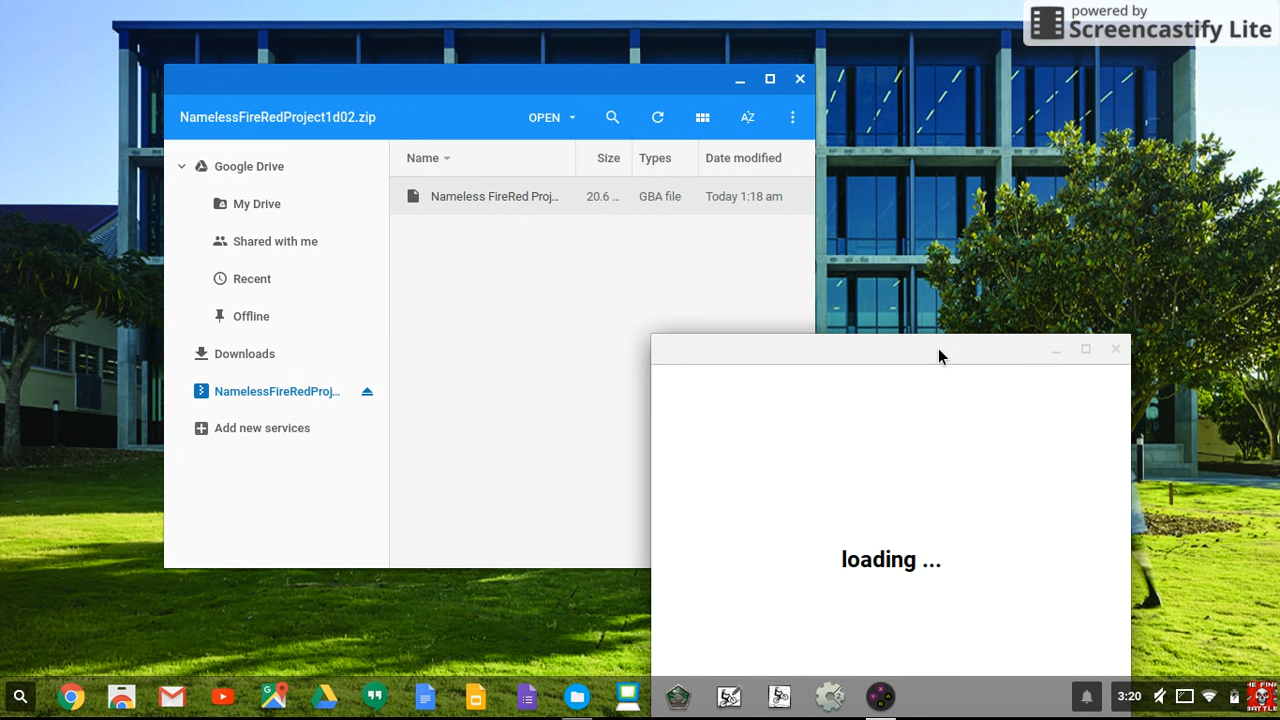 powered by
Screencastify Lite
NamelessFireRedProject1d02.zip
OPEN
AZ
Google Drive
My Drive
Shared with me
Recent
Offline
Downloads
NamelessFireRedProj...
Add new services
Name
Size
Types
Date modified
Nameless FireRed Proj...
20.6 ...
GBA file
Today 1:18 am
loading ...
3:20
BATTLE